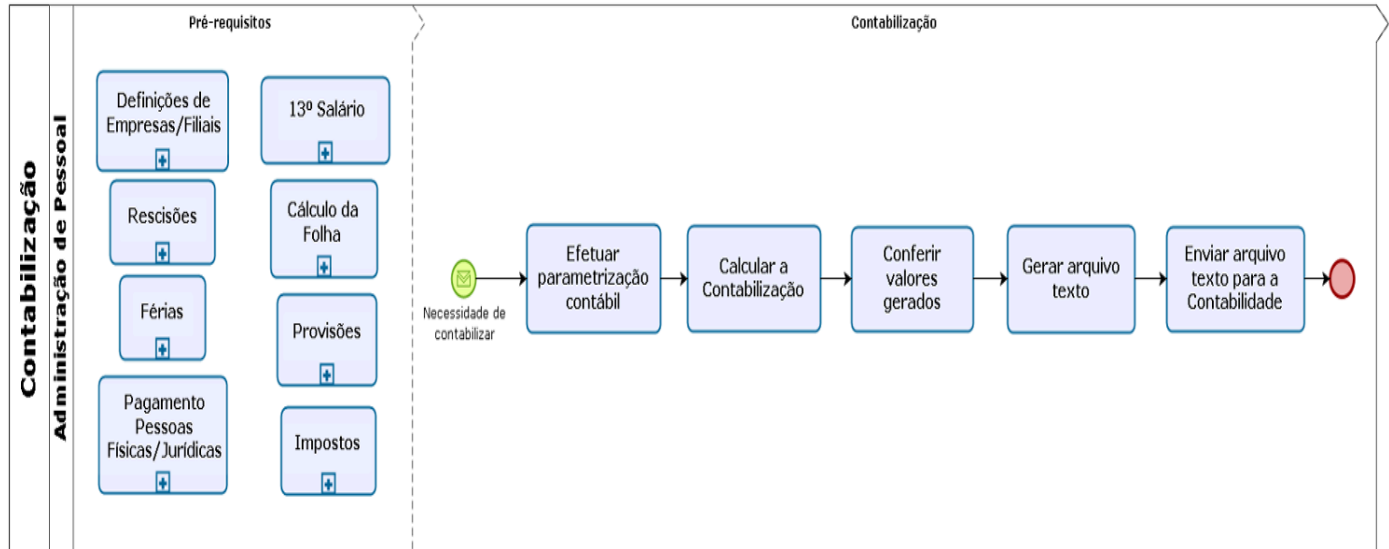 Contabilização
Administração de Pessoal
Pré-requisitos
Definições de
Empresas/Filiais
13º Salário
Rescisões
Cálculo da
Folha
Férias
Provisões
Pagamento
Pessoas
Físicas/Jurídicas
Impostos
Contabilização
Necessidade de
contabilizar
Efetuar
parametrização
contábil
Calcular a
Contabilização
Conferir
valores
gerados
Gerar arquivo
texto
Enviar arquivo
texto para a
Contabilidade